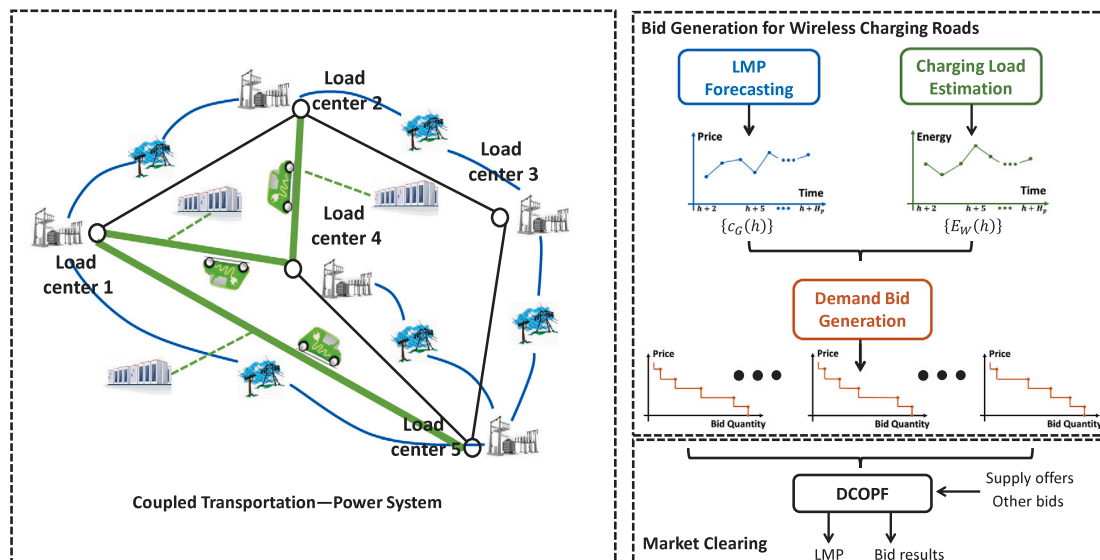 Load
center 2
Load
center 3
Load
center 4
Load
center 1
Load
center 5
Coupled Transportation—Power System
Bid Generation for Wireless Charging Roads
LMP
Forecasting
Charging Load
Estimation
Price
Time
h + 2
h + 5
h + H_p
{c_G(h)}
Energy
Time
h + 2
h + 5
h + H_p
{E_W(h)}
Demand Bid
Generation
Price
Bid Quantity
Price
Bid Quantity
Price
Bid Quantity
DCOPF
Supply offers
Other bids
Market Clearing
LMP
Bid results